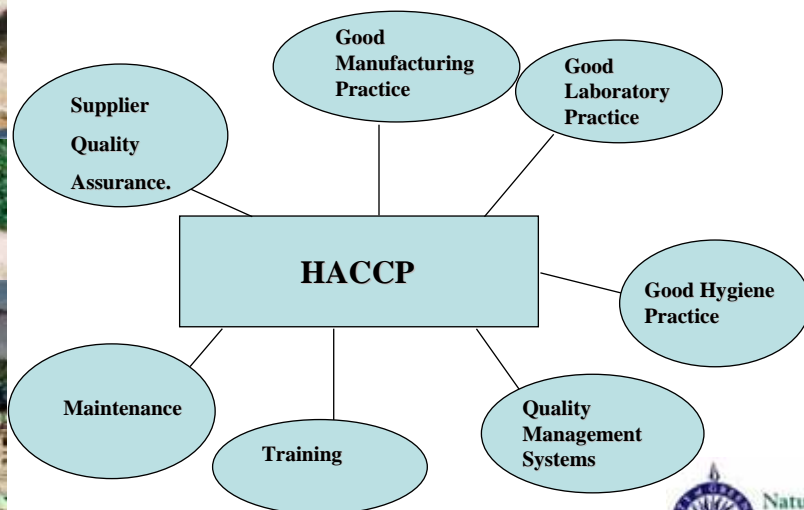 Good
Manufacturing
Practice
Good
Laboratory
Practice
Supplier
Quality
Assurance.
HACCP
Good Hygiene
Practice
Maintenance
Training
Quality
Management
Systems
Natu